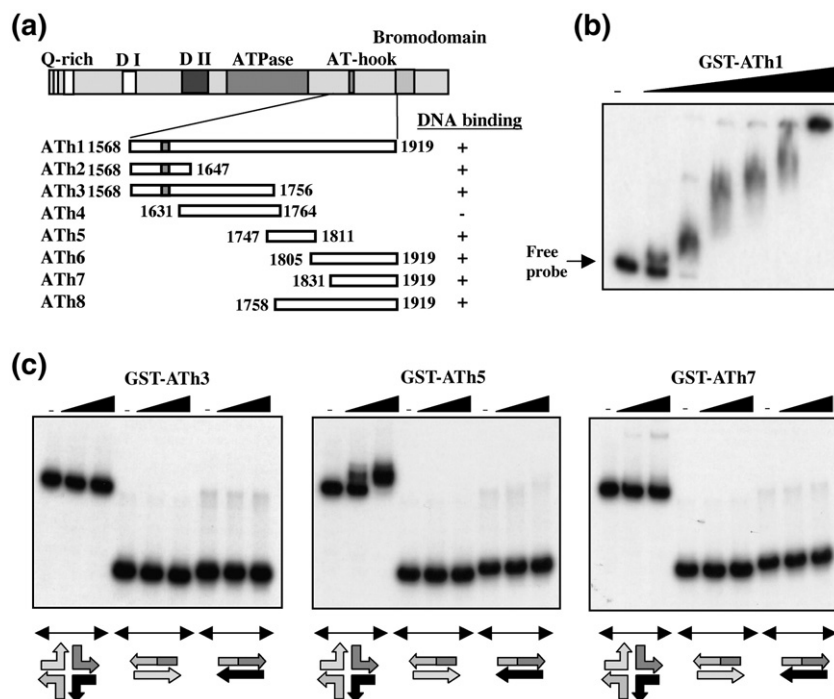 (a)
Bromodomain
Q-rich D I D II ATPase AT-hook
DNA binding
ATh1 1568 1919 +
ATh2 1568 1647 +
ATh3 1568 1756 +
ATh4 1631 1764 -
ATh5 1747 1811 +
ATh6 1805 1919 +
ATh7 1831 1919 +
ATh8 1758 1919 +
(b)
GST-ATh1
-
Free
probe
(c)
GST-ATh3 GST-ATh5 GST-ATh7
- - - - - - - - -